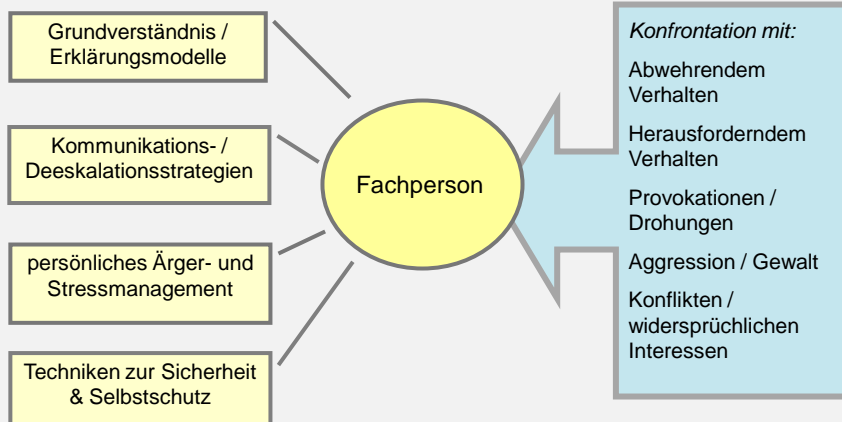 Grundverständnis /
Erklärungsmodelle
Kommunikations- /
Deeskalationsstrategien
persönliches Ärger- und
Stressmanagement
Techniken zur Sicherheit
& Selbstschutz
Fachperson
Konfrontation mit:
Abwehrendem
Verhalten
Herausforderndem
Verhalten
Provokationen /
Drohungen
Aggression / Gewalt
Konflikten /
widersprüchlichen
Interessen